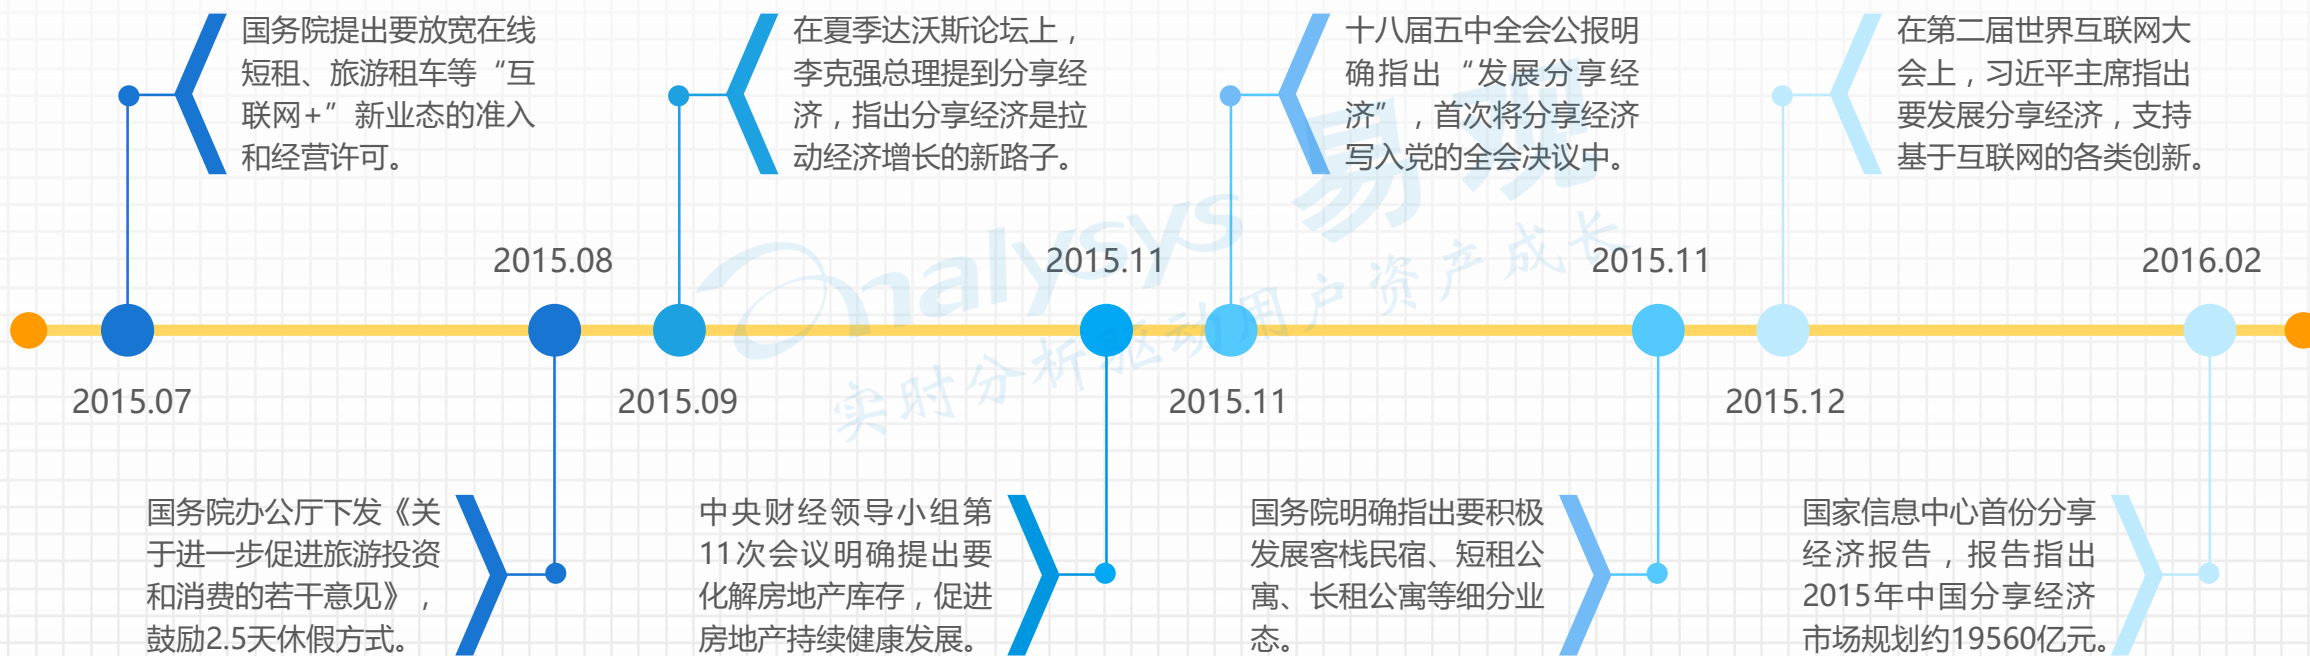 国务院提出要放宽在线
短租、旅游租车等“互
联网+”新业态的准入
和经营许可。
在夏季达沃斯论坛上，
李克强总理提到分享经
济，指出分享经济是拉
动经济增长的新路子。
十八届五中全会公报明
确指出“发展分享经
济”，首次将分享经济
写入党的全会决议中。
在第二届世界互联网大
会上，习近平主席指出
要发展分享经济，支持
基于互联网的各类创新。
2015.08
2015.11
2015.11
2016.02
analysys 易观
实时分析驱动用户资产成长
2015.07
2015.09
2015.11
2015.12
国务院办公厅下发《关
于进一步促进旅游投资
和消费的若干意见》，
鼓励2.5天休假方式。
中央财经领导小组第
11次会议明确提出要
化解房地产库存，促进
房地产持续健康发展。
国务院明确指出要积极
发展客栈民宿、短租公
寓、长租公寓等细分业
态。
国家信息中心首份分享
经济报告，报告指出
2015年中国分享经济
市场规划约19560亿元。